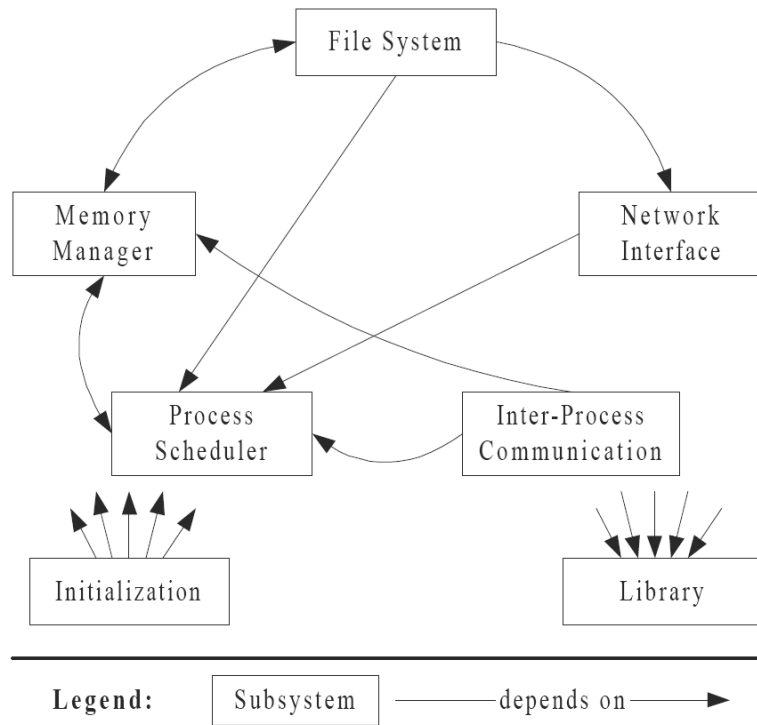 File System
Memory
Manager
Network
Interface
Process
Scheduler
Inter-Process
Communication
Initialization
Library
Legend: Subsystem depends on